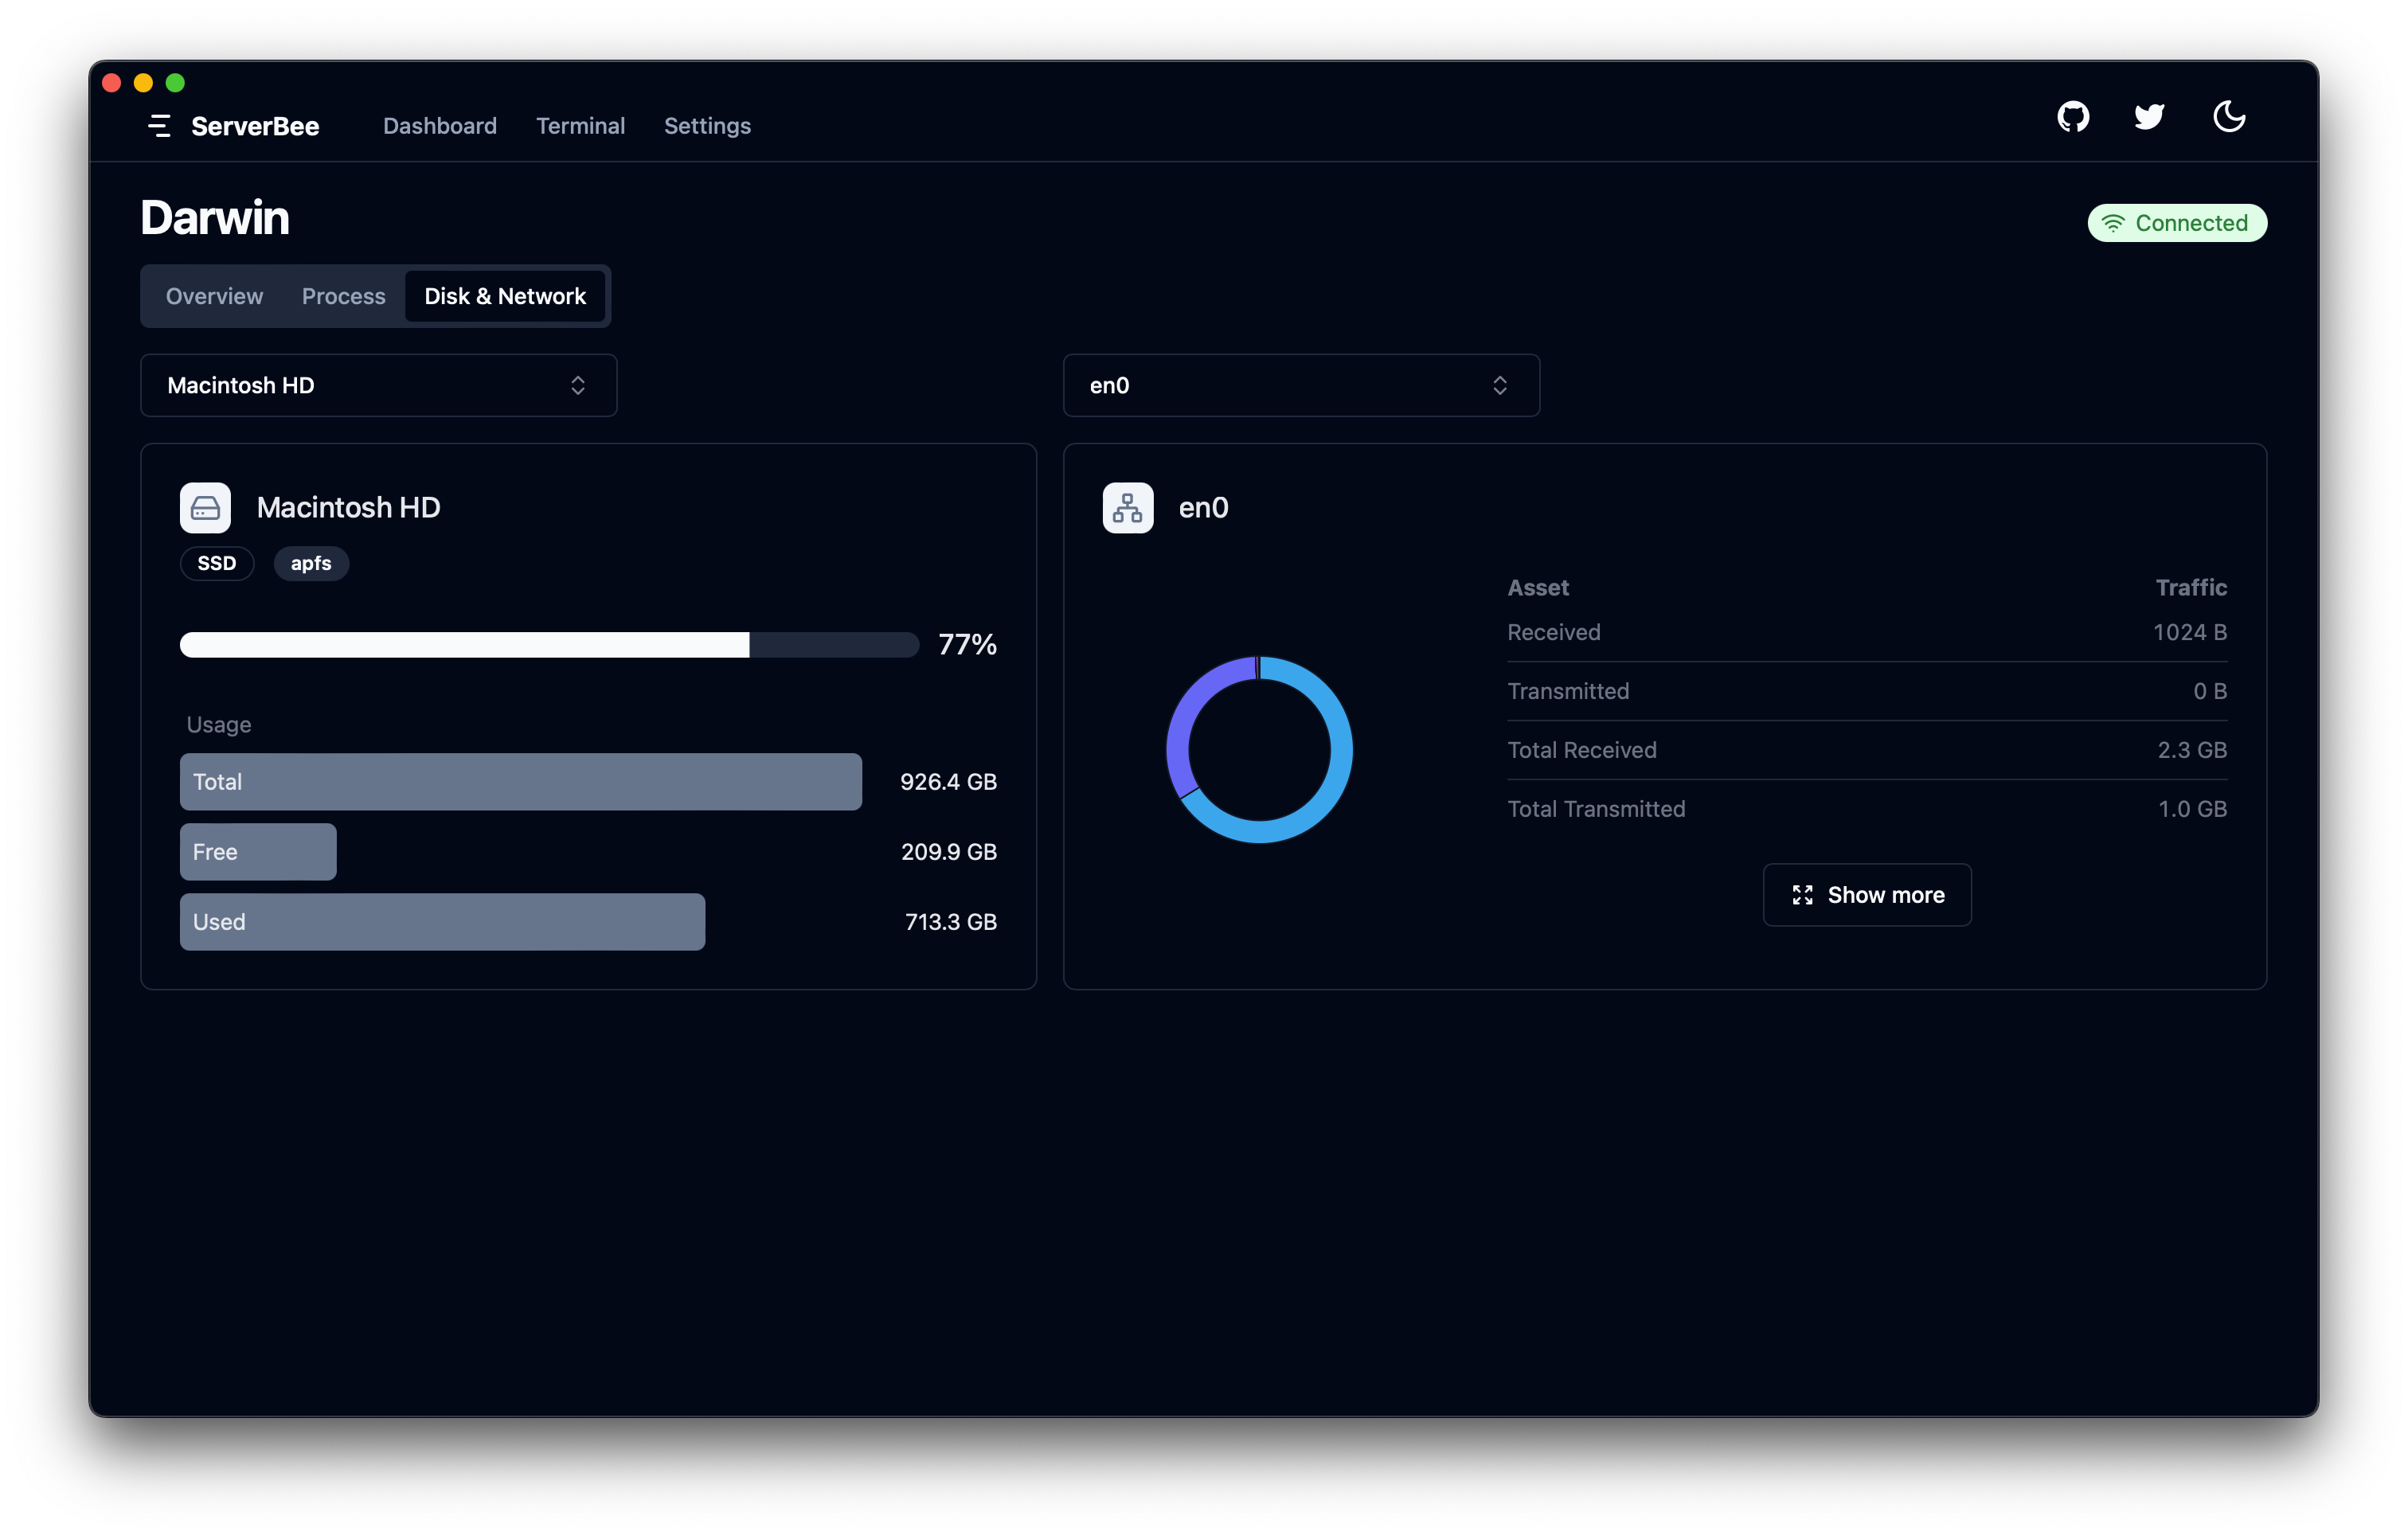 ServerBee Dashboard Terminal Settings
Darwin
Connected
Overview Process Disk & Network
Macintosh HD
en0
Macintosh HD
SSD apfs
77%
Usage
Total 926.4 GB
Free 209.9 GB
Used 713.3 GB
en0
Asset Traffic
Received 1024 B
Transmitted 0 B
Total Received 2.3 GB
Total Transmitted 1.0 GB
Show more